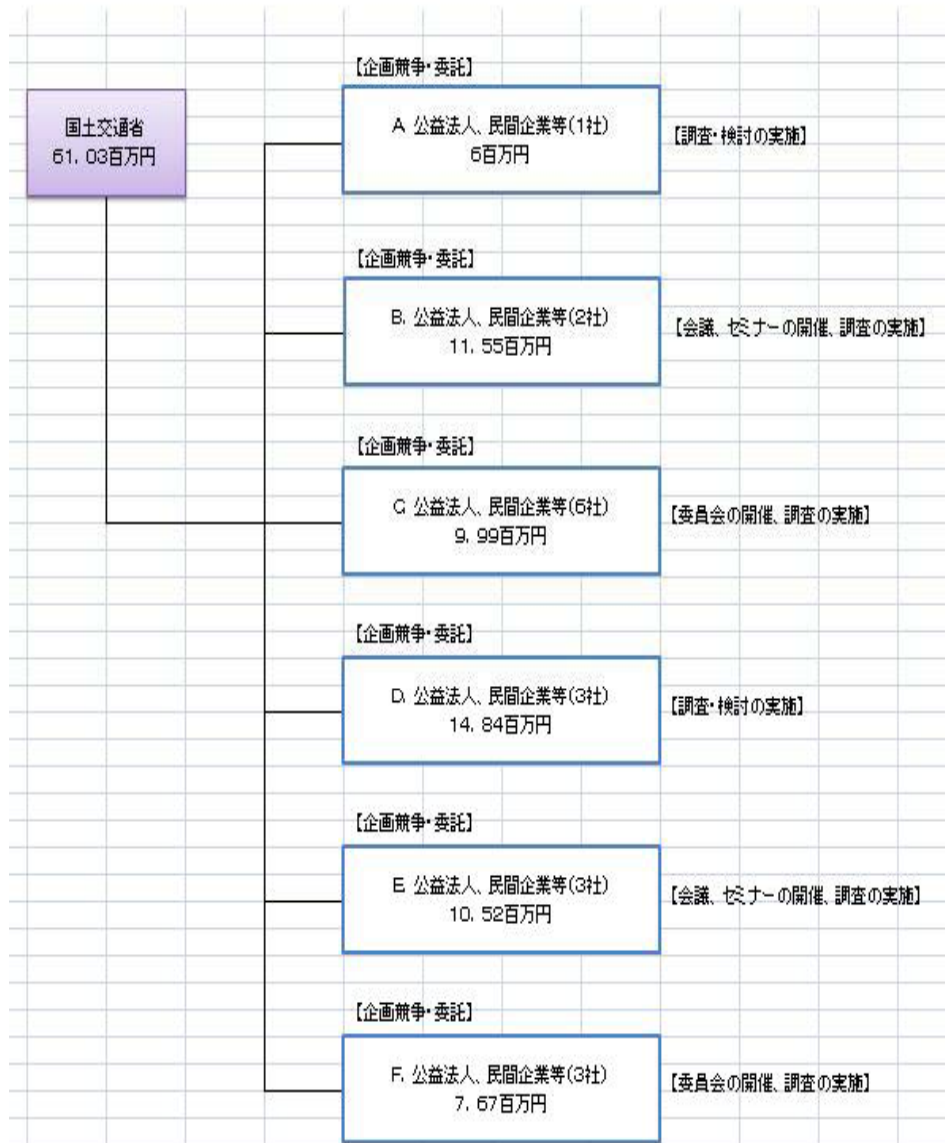 国土交通省
61. 03百万円
【企画競争・委託】
A. 公益法人、民間企業等(1社)
6百万円
【調査・検討の実施】
【企画競争・委託】
B. 公益法人、民間企業等(2社)
11. 55百万円
【会議、セミナーの開催、調査の実施】
【企画競争・委託】
C. 公益法人、民間企業等(6社)
9. 99百万円
【委員会の開催、調査の実施】
【企画競争・委託】
D. 公益法人、民間企業等(3社)
14. 84百万円
【調査・検討の実施】
【企画競争・委託】
E. 公益法人、民間企業等(3社)
10. 52百万円
【会議、セミナーの開催、調査の実施】
【企画競争・委託】
F. 公益法人、民間企業等(3社)
7. 67百万円
【委員会の開催、調査の実施】